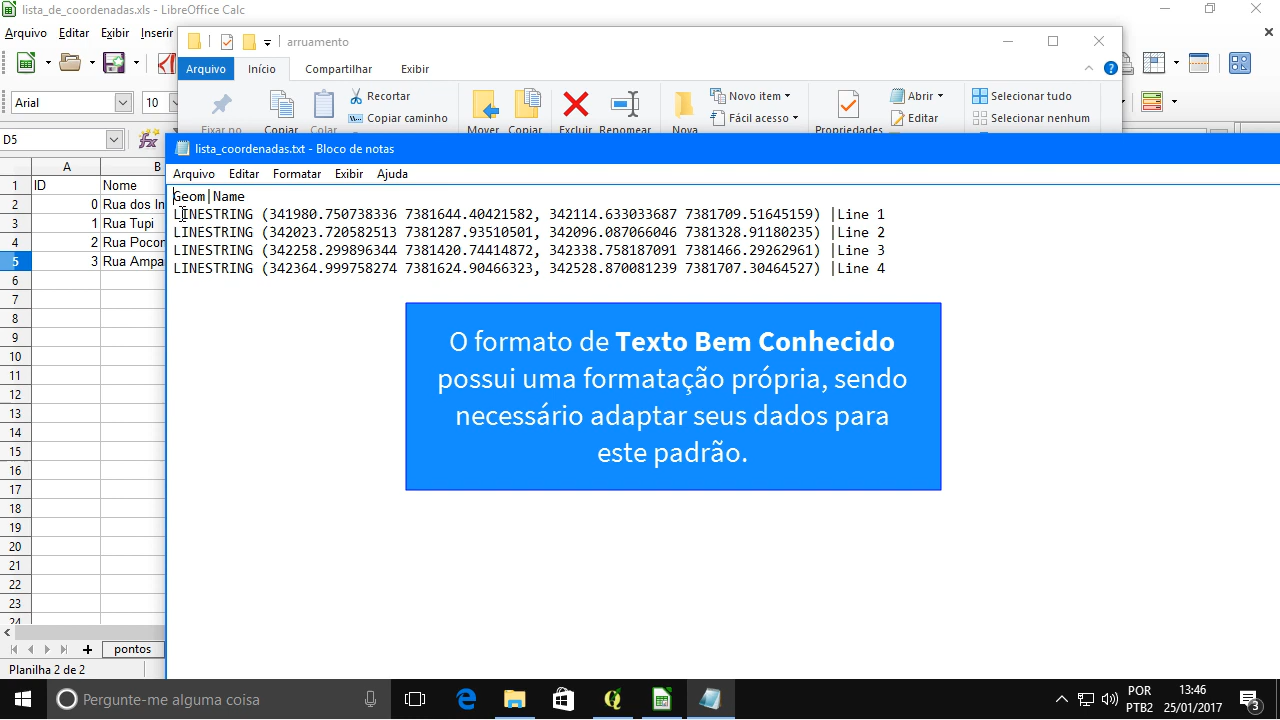 lista_de_coordenadas.xls - LibreOffice Calc
Arquivo Editar Exibir Inserir
arruamento
Arquivo Início Compartilhar Exibir
Arial 10
Recortar
Copiar caminho
Novo item
Fácil acesso
Abrir
Editar
Selecionar tudo
Selecionar nenhum
Fixar no Copiar Colar Mover Copiar Excluir Renomear Nova Propriedades
D5
lista_coordenadas.txt - Bloco de notas
Arquivo Editar Formatar Exibir Ajuda
A B
1 ID Nome
2 0 Rua dos In
3 1 Rua Tupi
4 2 Rua Pocon
5 3 Rua Ampa
6
7
8
9
10
11
12
13
14
15
16
17
18
19
20
21
22
23
24
Geom|Name
LINESTRING (341980.750738336 7381644.40421582, 342114.633033687 7381709.51645159) |Line 1
LINESTRING (342023.720582513 7381287.93510501, 342096.087066046 7381328.91180235) |Line 2
LINESTRING (342258.299896344 7381420.74414872, 342338.758187091 7381466.29262961) |Line 3
LINESTRING (342364.999758274 7381624.90466323, 342528.870081239 7381707.30464527) |Line 4
O formato de Texto Bem Conhecido
possui uma formatação própria, sendo
necessário adaptar seus dados para
este padrão.
pontos
Planilha 2 de 2
Pergunte-me alguma coisa
POR
PTB2
13:46
25/01/2017
3